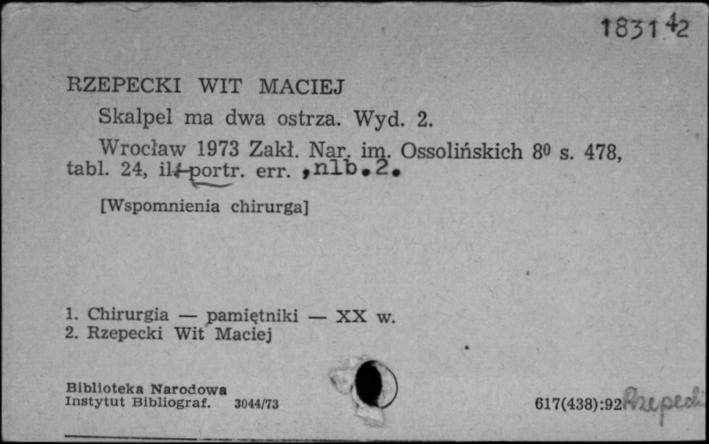 1831 42
RZEPECKI WIT MACIEJ
Skalpel ma dwa ostrza. Wyd. 2.
Wrocław 1973 Zakł. Nar. im. Ossolińskich 8⁰ s. 478,
tabl. 24, il. portr. err. , nlb. 2.
[Wspomnienia chirurga]
1. Chirurgia — pamiętniki — XX w.
2. Rzepecki Wit Maciej
Biblioteka Narodowa
Instytut Bibliograf. 3044/73
617(438):92 Rzepecki